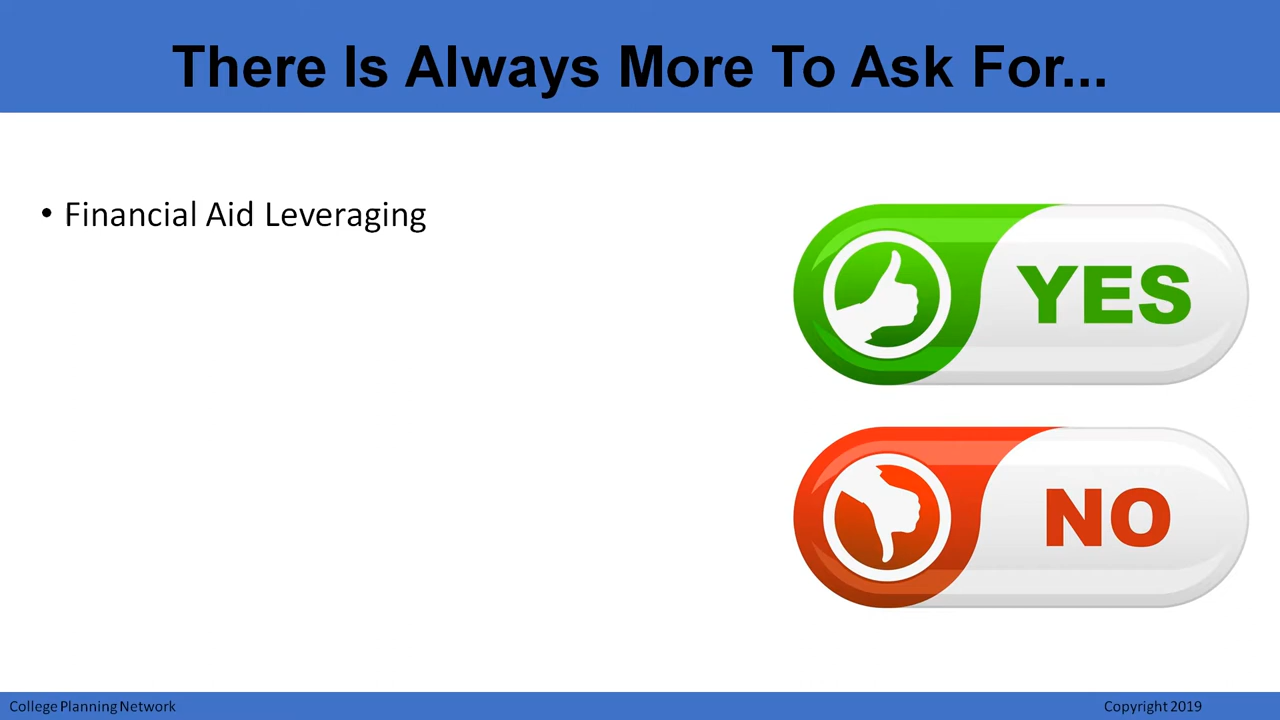 There Is Always More To Ask For...
• Financial Aid Leveraging
YES
NO
College Planning Network
Copyright 2019